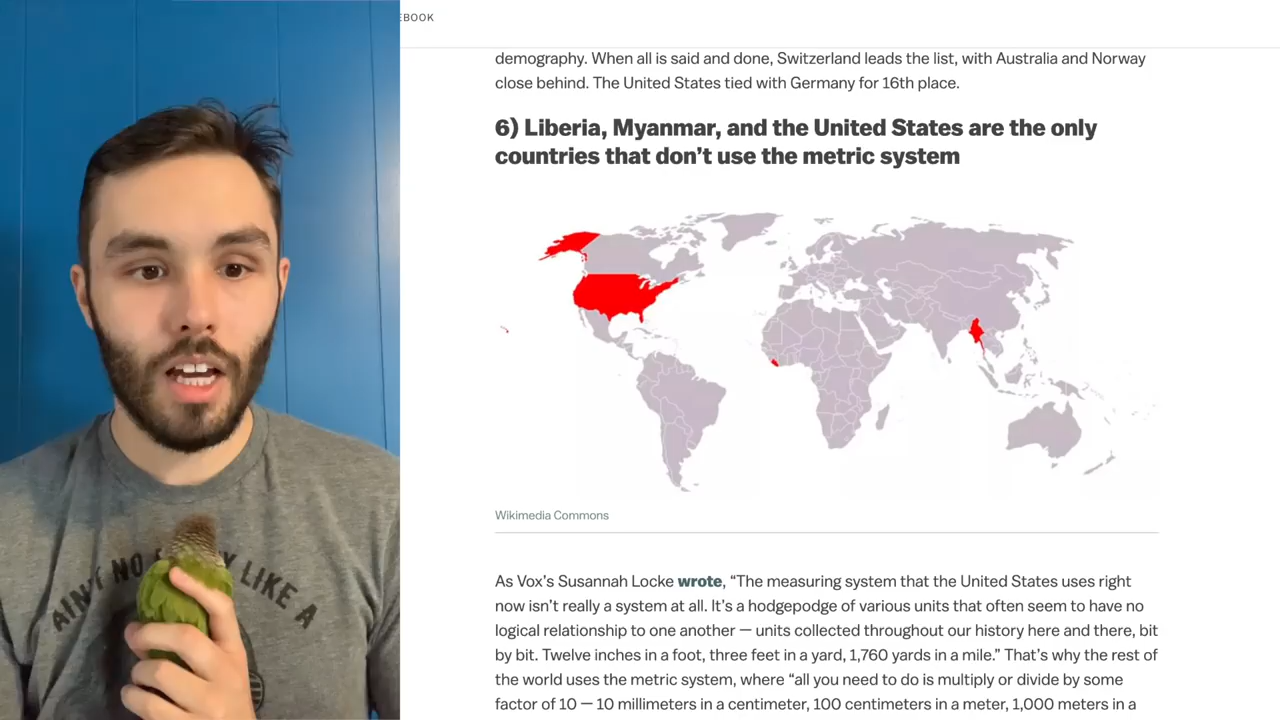 EBOOK
demography. When all is said and done, Switzerland leads the list, with Australia and Norway
close behind. The United States tied with Germany for 16th place.
6) Liberia, Myanmar, and the United States are the only
countries that don’t use the metric system
Wikimedia Commons
As Vox’s Susannah Locke wrote, “The measuring system that the United States uses right
now isn’t really a system at all. It’s a hodgepodge of various units that often seem to have no
logical relationship to one another — units collected throughout our history here and there, bit
by bit. Twelve inches in a foot, three feet in a yard, 1,760 yards in a mile.” That’s why the rest of
the world uses the metric system, where “all you need to do is multiply or divide by some
factor of 10 — 10 millimeters in a centimeter, 100 centimeters in a meter, 1,000 meters in a
AIN'T NO LIKE A